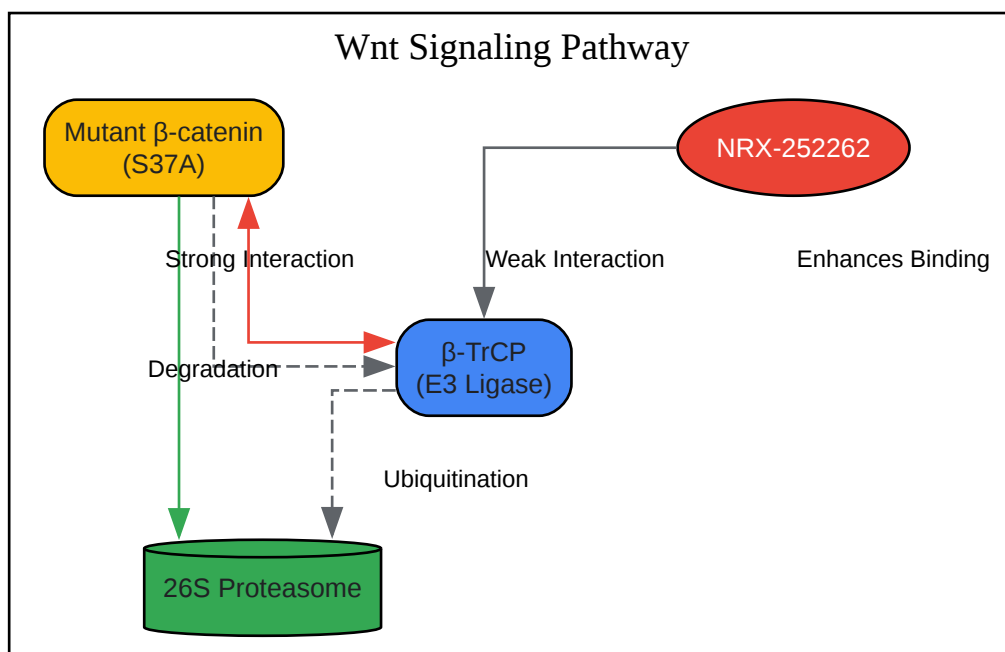 Wnt Signaling Pathway
Mutant β-catenin
(S37A)
NRX-252262
Strong Interaction
Weak Interaction
Enhances Binding
β-TrCP
(E3 Ligase)
Degradation
Ubiquitination
26S Proteasome